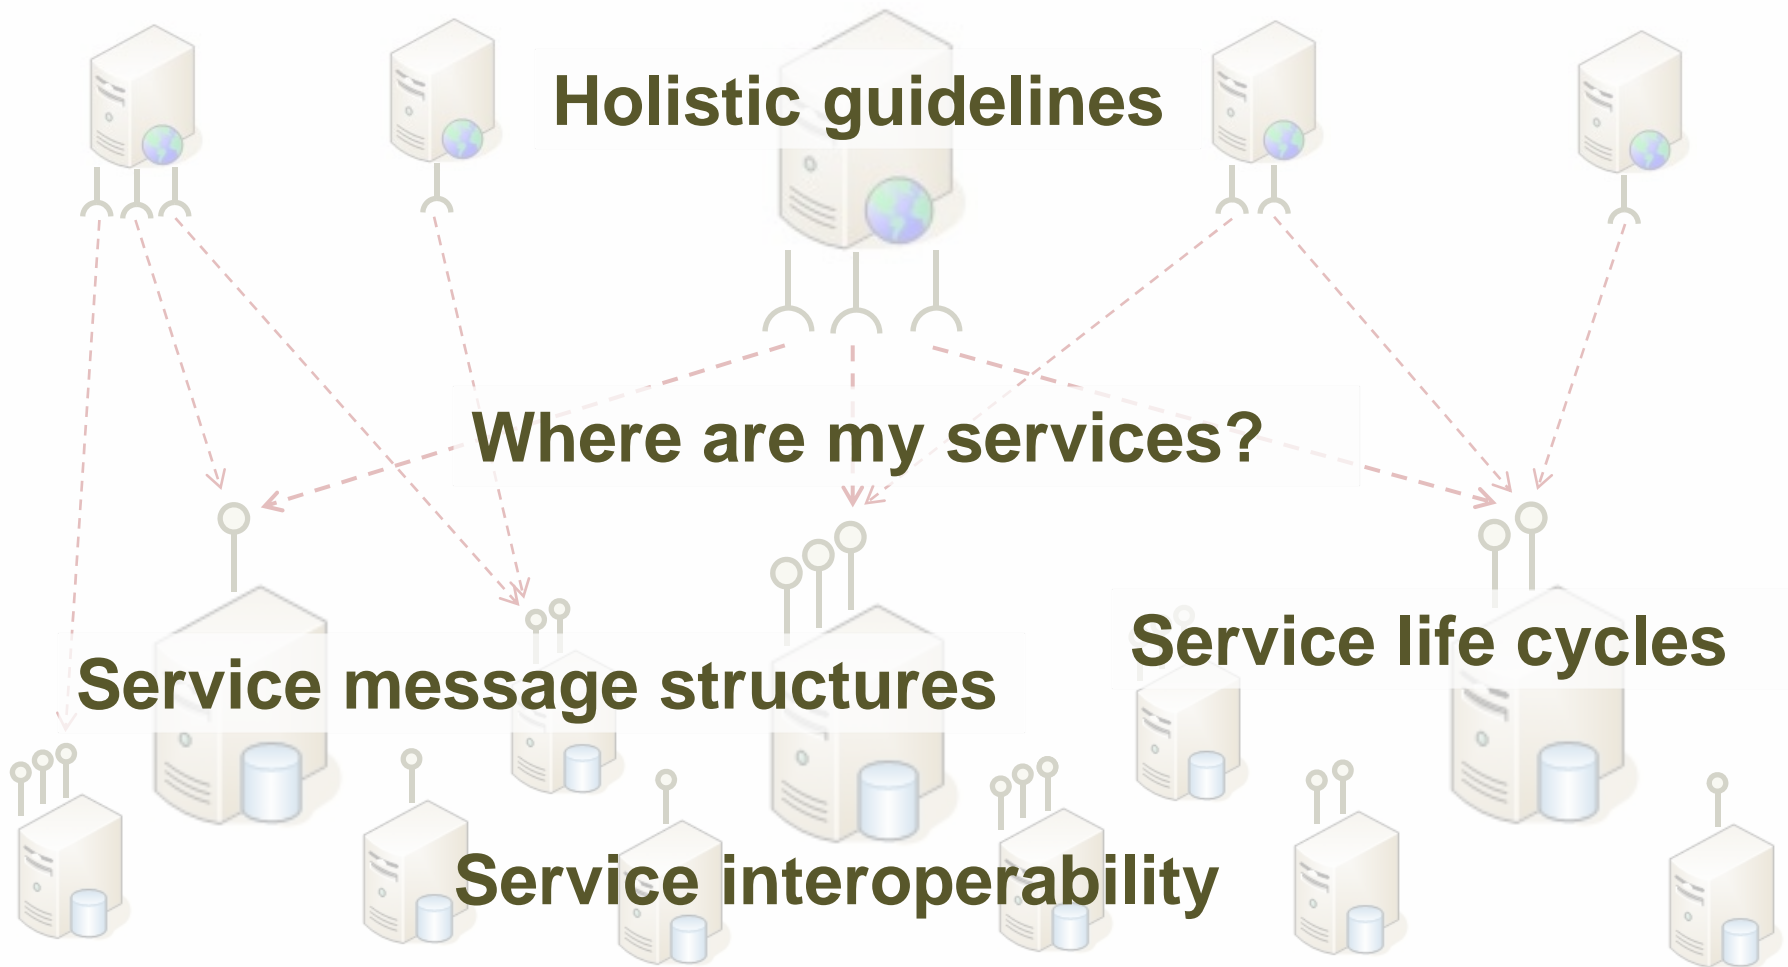 Holistic guidelines
Where are my services?
Service life cycles
Service message structures
Service interoperability